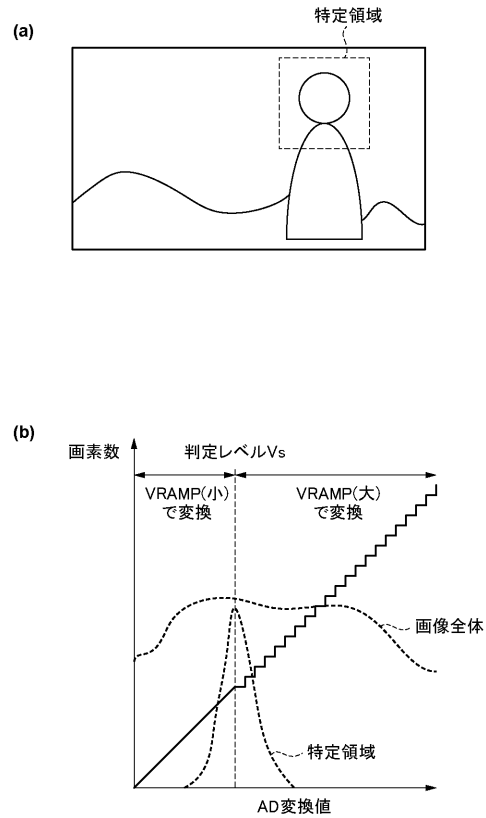 (a)
特定領域
(b)
画素数
判定レベルVs
VRAMP(小)
で変換
VRAMP(大)
で変換
画像全体
特定領域
AD変換値